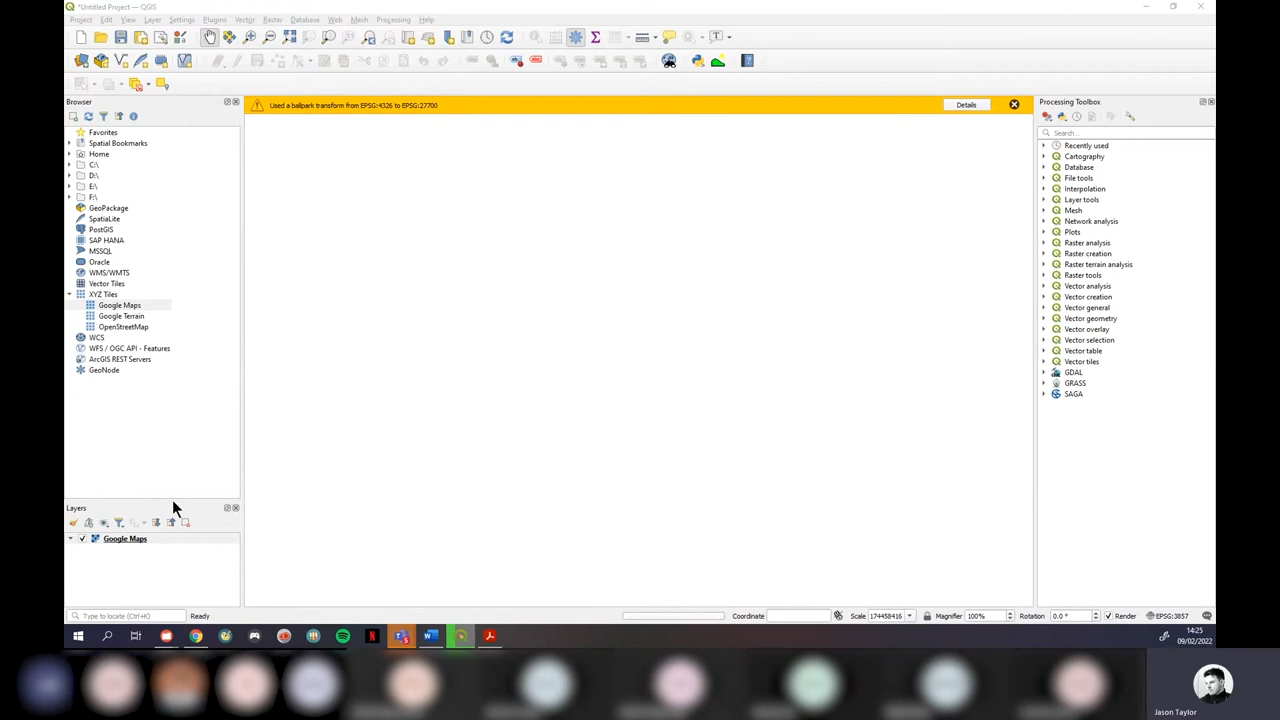 *Untitled Project — QGIS
Project Edit View Layer Settings Plugins Vector Raster Database Web Mesh Processing Help
Browser
Used a ballpark transform from EPSG:4326 to EPSG:27700
Details
Processing Toolbox
Favorites
Spatial Bookmarks
Home
C:\
D:\
E:\
F:\
GeoPackage
SpatiaLite
PostGIS
SAP HANA
MSSQL
Oracle
WMS/WMTS
Vector Tiles
XYZ Tiles
Google Maps
Google Terrain
OpenStreetMap
WCS
WFS / OGC API - Features
ArcGIS REST Servers
GeoNode
Search...
Recently used
Cartography
Database
File tools
Interpolation
Layer tools
Mesh
Network analysis
Plots
Raster analysis
Raster creation
Raster terrain analysis
Raster tools
Vector analysis
Vector creation
Vector general
Vector geometry
Vector overlay
Vector selection
Vector table
Vector tiles
GDAL
GRASS
SAGA
Layers
Google Maps
Type to locate (Ctrl+K) Ready Coordinate Scale 174458416 Magnifier 100% Rotation 0.0 ° Render EPSG:3857
14:25
09/02/2022
Jason Taylor